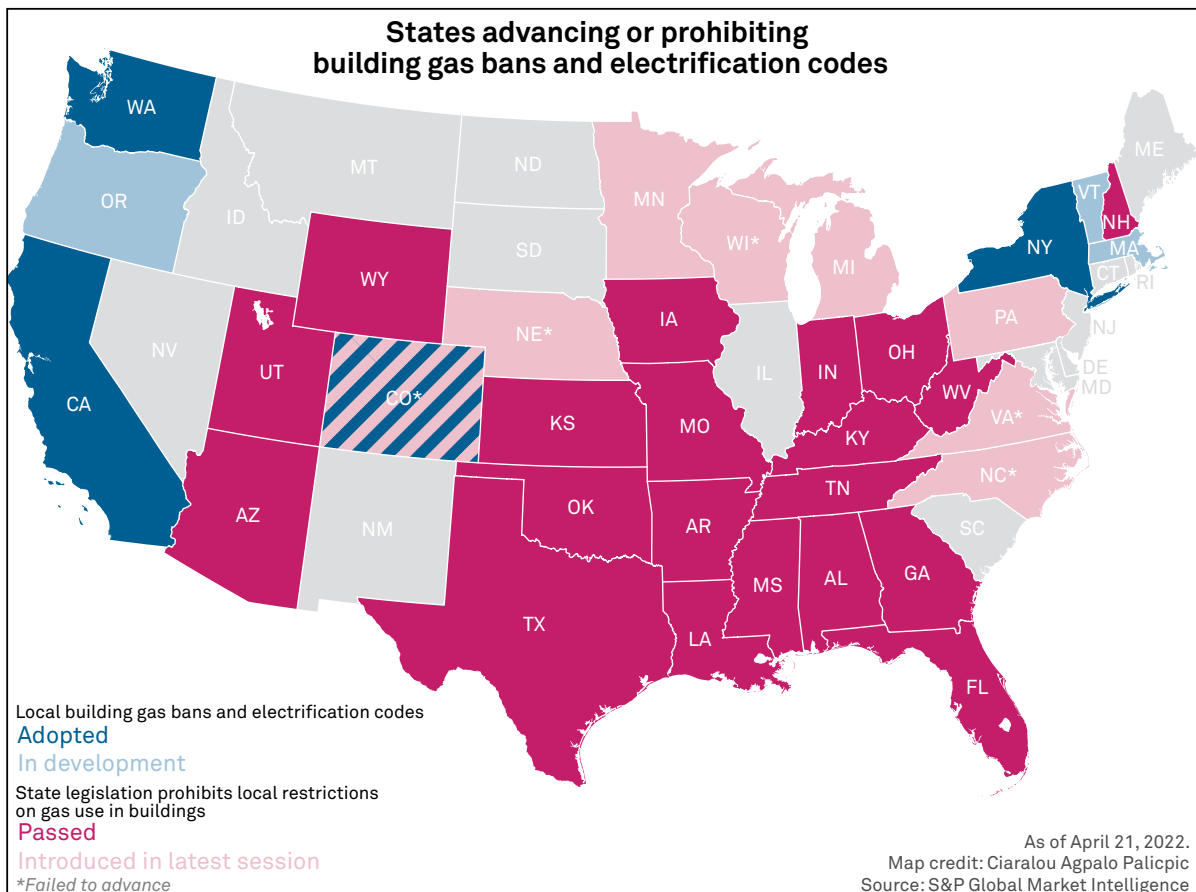 States advancing or prohibiting
building gas bans and electrification codes
WA
MT
ND
MN
ME
OR
ID
SD
WI*
MI
VT
NH
NY
MA
CT
RI
WY
IA
NE*
PA
NJ
NV
UT
CO*
IL
IN
OH
DE
MD
CA
KS
MO
WV
VA*
KY
NC*
AZ
NM
OK
AR
TN
SC
MS
AL
GA
TX
LA
FL
Local building gas bans and electrification codes
Adopted
In development
State legislation prohibits local restrictions
on gas use in buildings
Passed
Introduced in latest session
*Failed to advance
As of April 21, 2022.
Map credit: Ciaralou Agpalo Palicpic
Source: S&P Global Market Intelligence